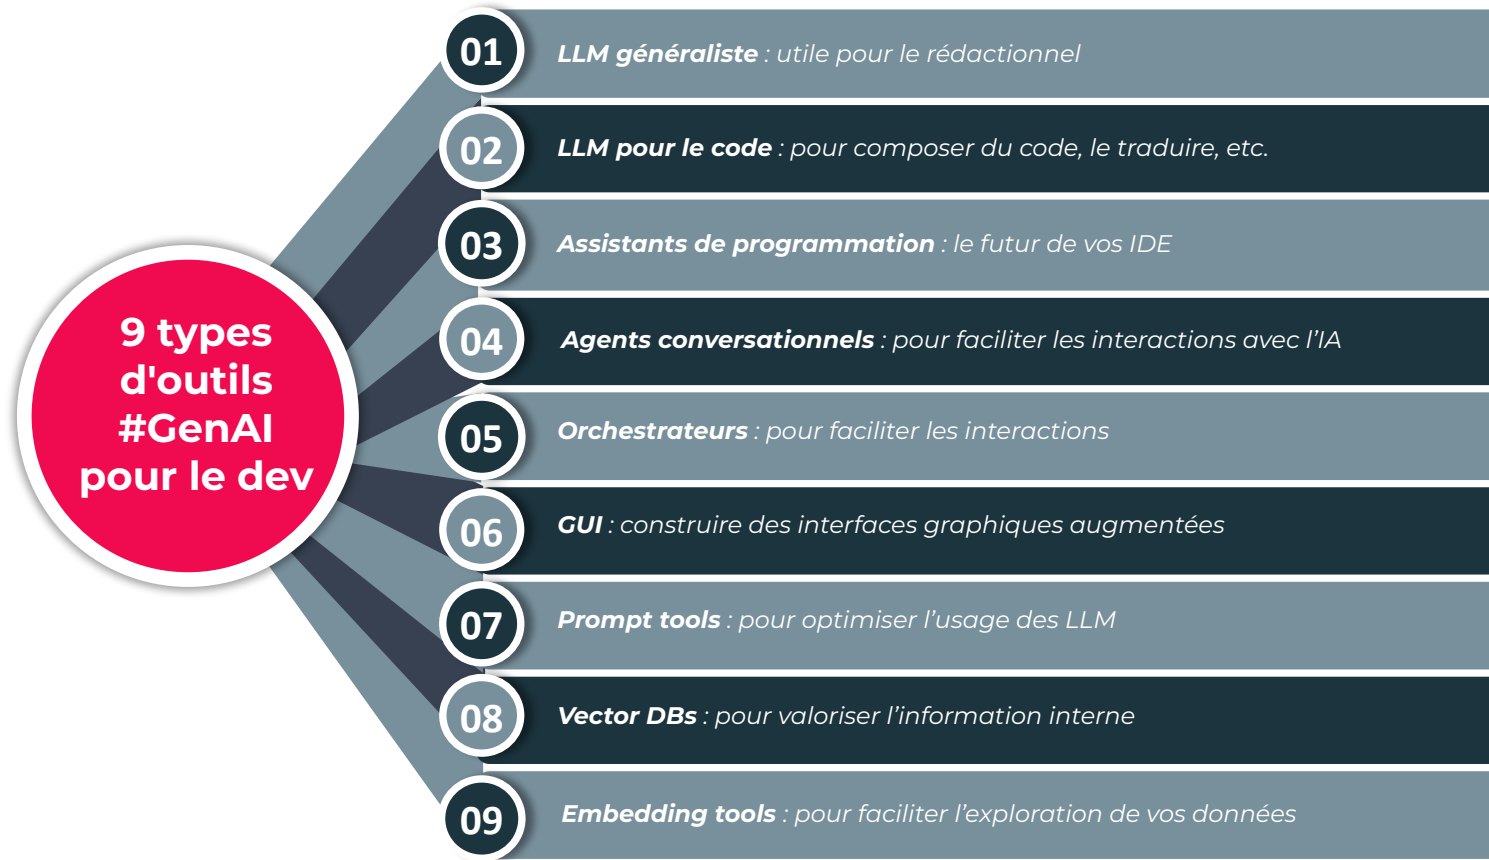 9 types
d'outils
#GenAI
pour le dev
01
LLM généraliste : utile pour le rédactionnel
02
LLM pour le code : pour composer du code, le traduire, etc.
03
Assistants de programmation : le futur de vos IDE
04
Agents conversationnels : pour faciliter les interactions avec l’IA
05
Orchestrateurs : pour faciliter les interactions
06
GUI : construire des interfaces graphiques augmentées
07
Prompt tools : pour optimiser l’usage des LLM
08
Vector DBs : pour valoriser l’information interne
09
Embedding tools : pour faciliter l’exploration de vos données